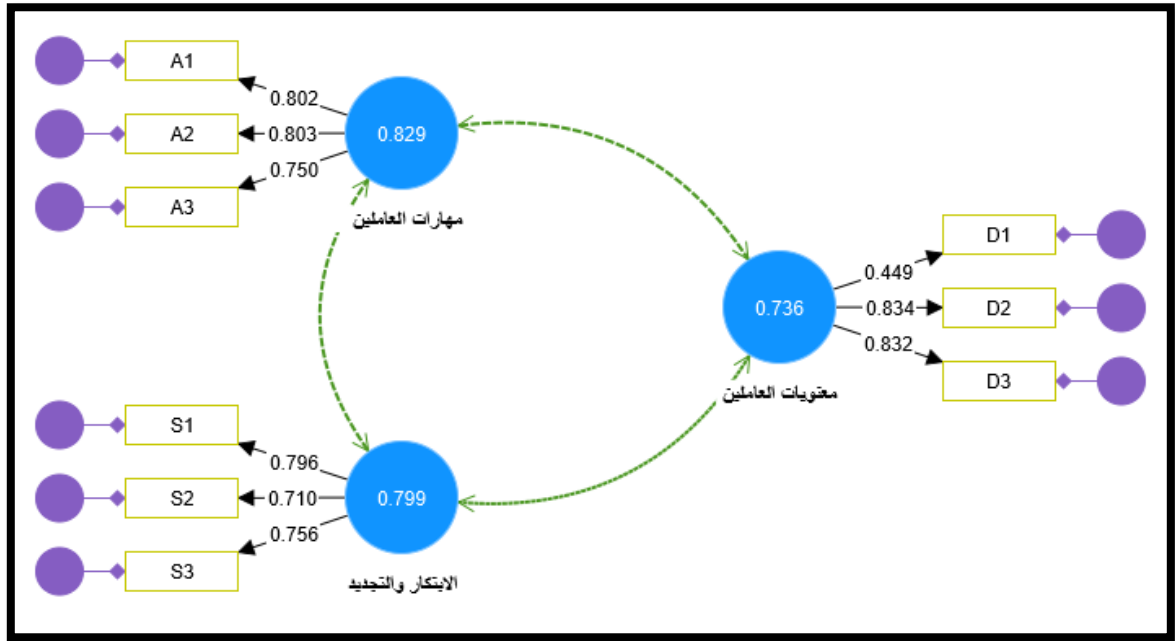 A1
0.802
A2
0.803
0.829
A3
0.750
مهارات العاملين
D1
0.449
D2
0.834
0.736
D3
0.832
معنويات العاملين
S1
0.796
S2
0.710
0.799
S3
0.756
الابتكار والتجديد